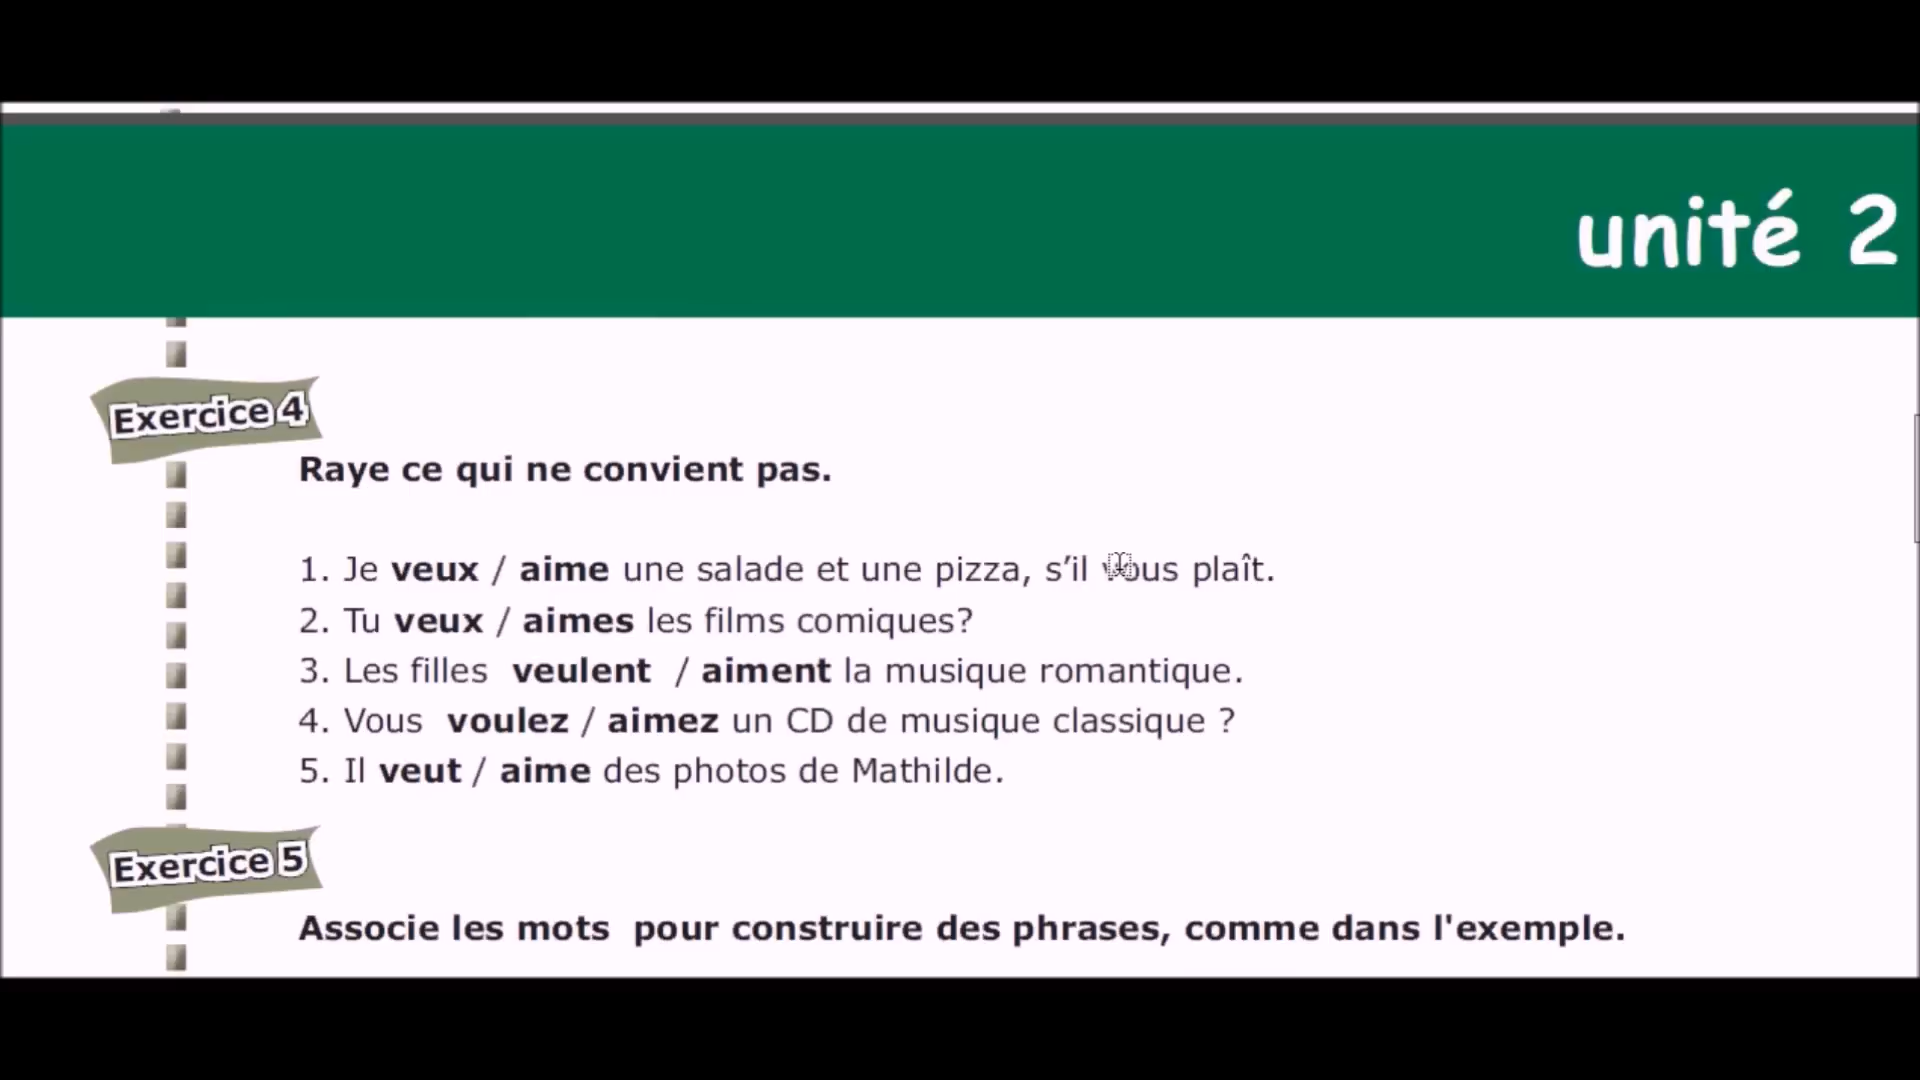 unité 2
Exercice 4
Raye ce qui ne convient pas.
1. Je veux / aime une salade et une pizza, s’il vous plaît.
2. Tu veux / aimes les films comiques?
3. Les filles veulent / aiment la musique romantique.
4. Vous voulez / aimez un CD de musique classique ?
5. Il veut / aime des photos de Mathilde.
Exercice 5
Associe les mots pour construire des phrases, comme dans l'exemple.